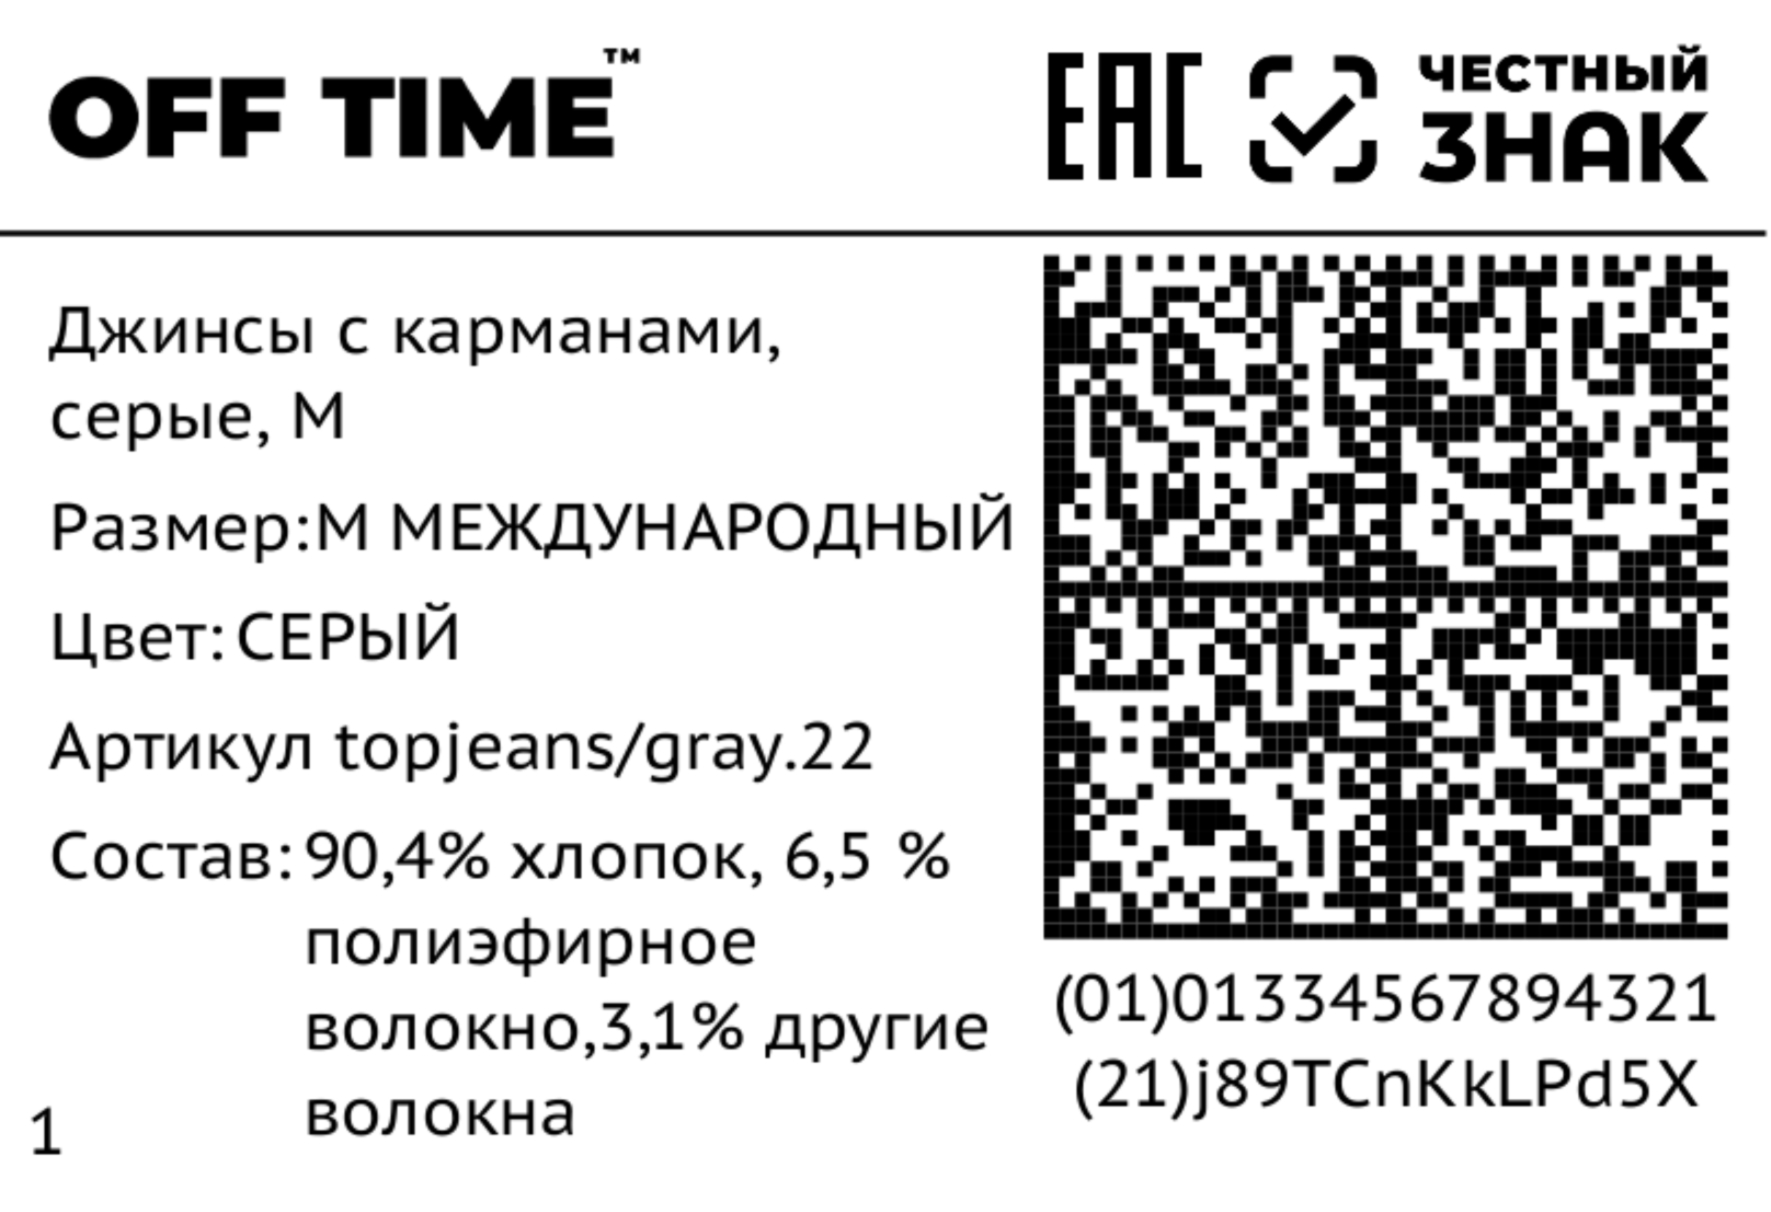 OFF TIME™
EAC ЧЕСТНЫЙ
ЗНАК
Джинсы с карманами,
серые, М
Размер:М МЕЖДУНАРОДНЫЙ
Цвет: СЕРЫЙ
Артикул topjeans/gray.22
Состав: 90,4% хлопок, 6,5 %
полиэфирное
волокно,3,1% другие
волокна
1
(01)01334567894321
(21)j89TCnKkLPd5X